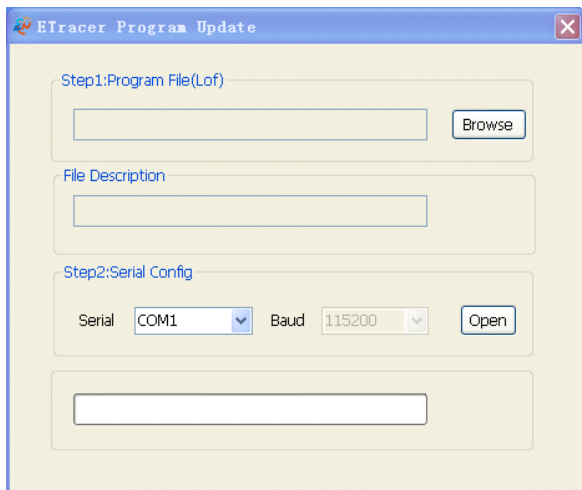 ETracer Program Update
Step1:Program File(Lof)
Browse
File Description
Step2:Serial Config
Serial COM1 Baud 115200 Open